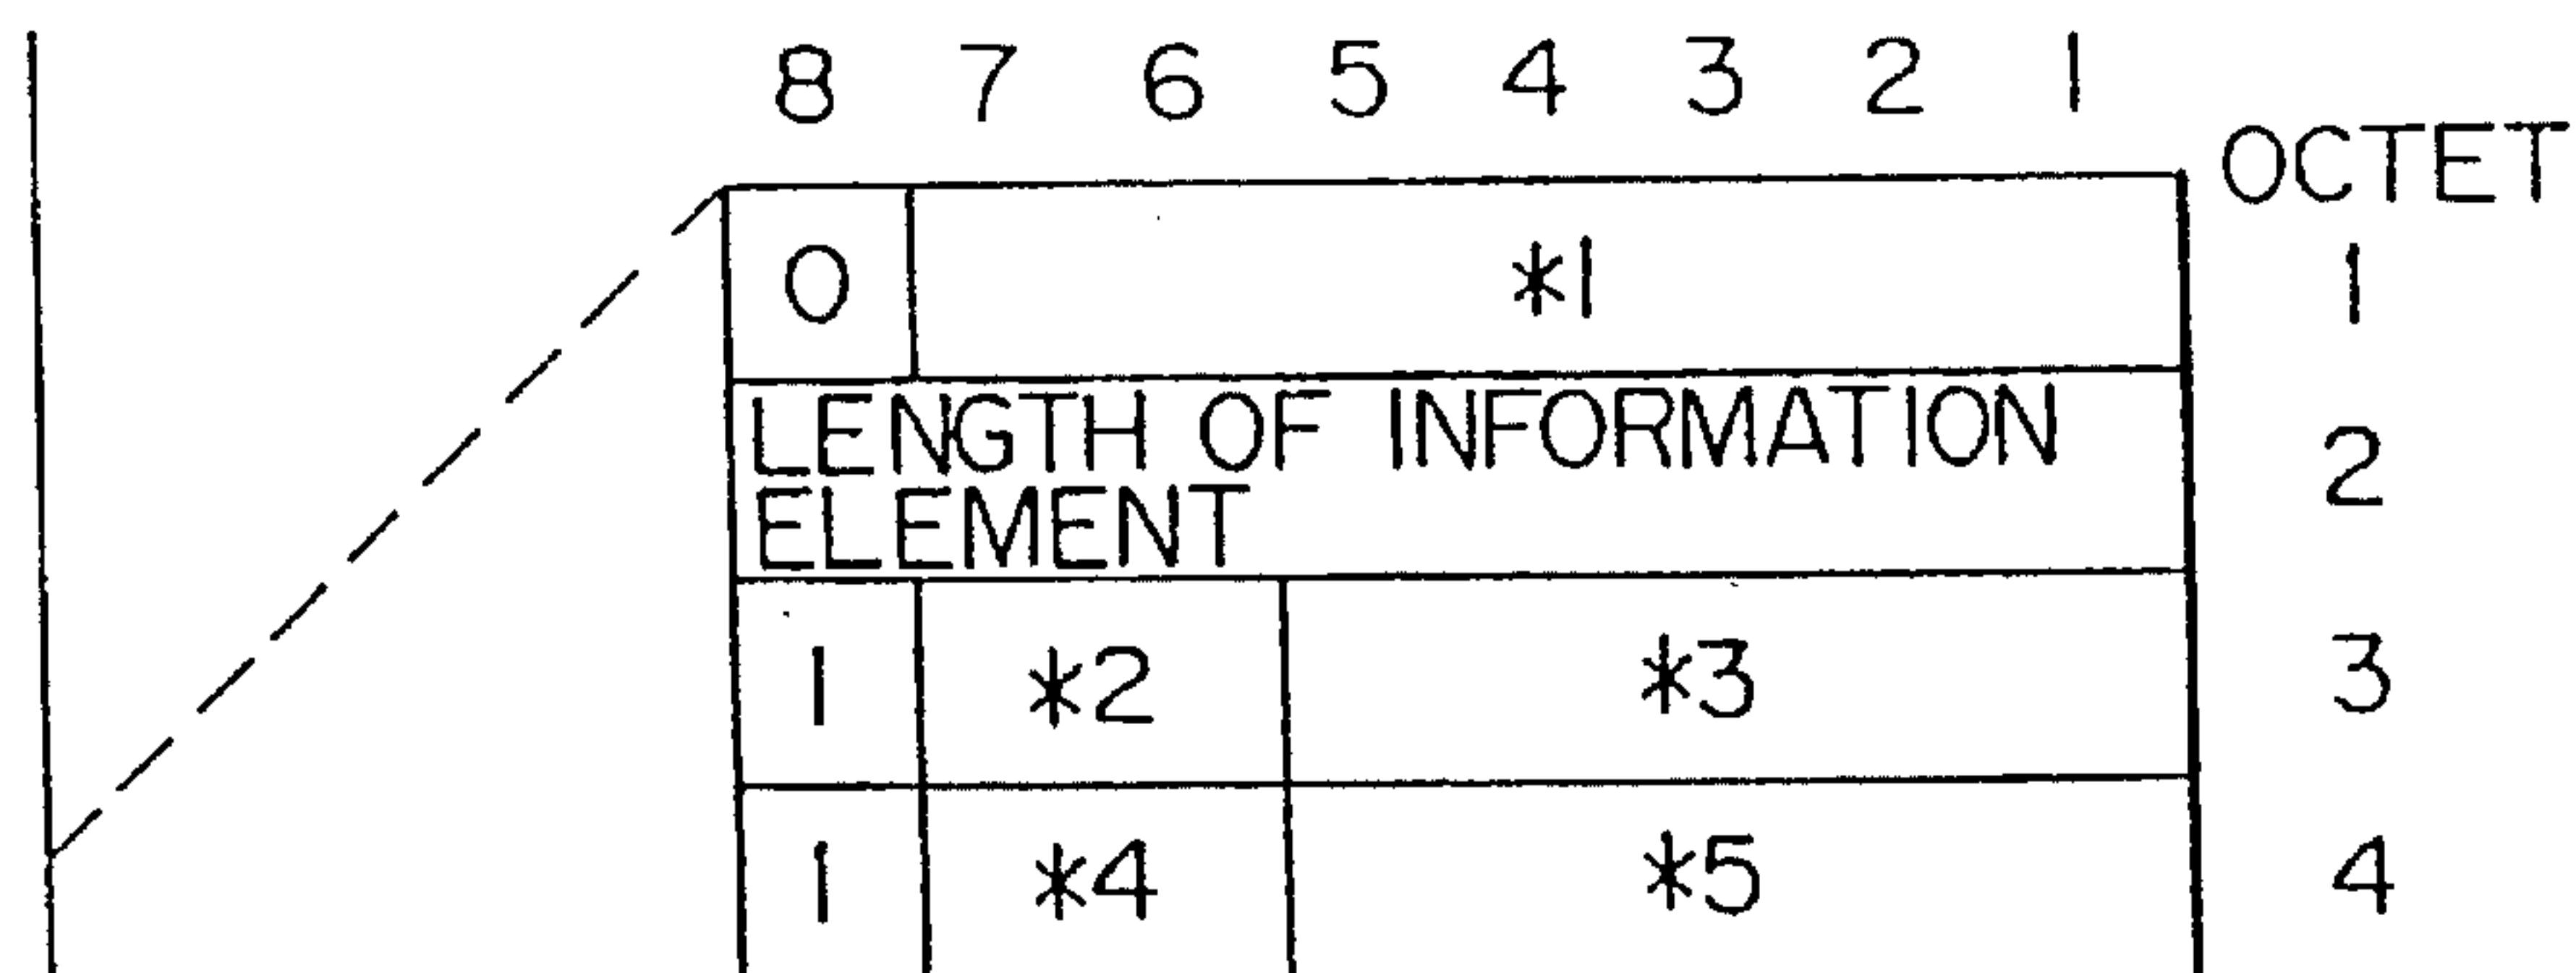 8 7 6 5 4 3 2 1
OCTET
0 *1 1
LENGTH OF INFORMATION
ELEMENT 2
1 *2 *3 3
1 *4 *5 4